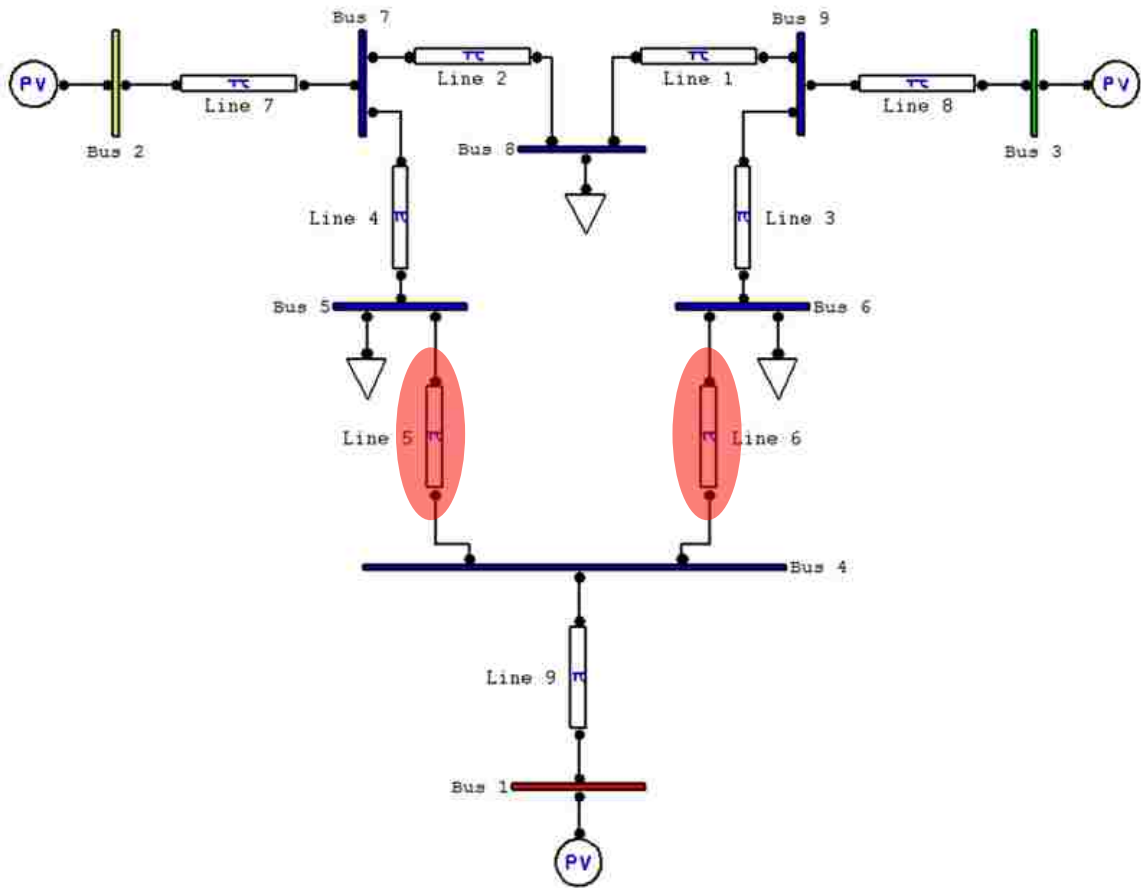 Bus 7
Bus 9
Line 2
Line 1
PV
Line 7
Line 8
PV
Bus 2
Bus 8
Bus 3
Line 4
Line 3
Bus 5
Bus 6
Line 5
Line 6
Bus 4
Line 9
Bus 1
PV
π
π
π
π
π
π
π
π
π